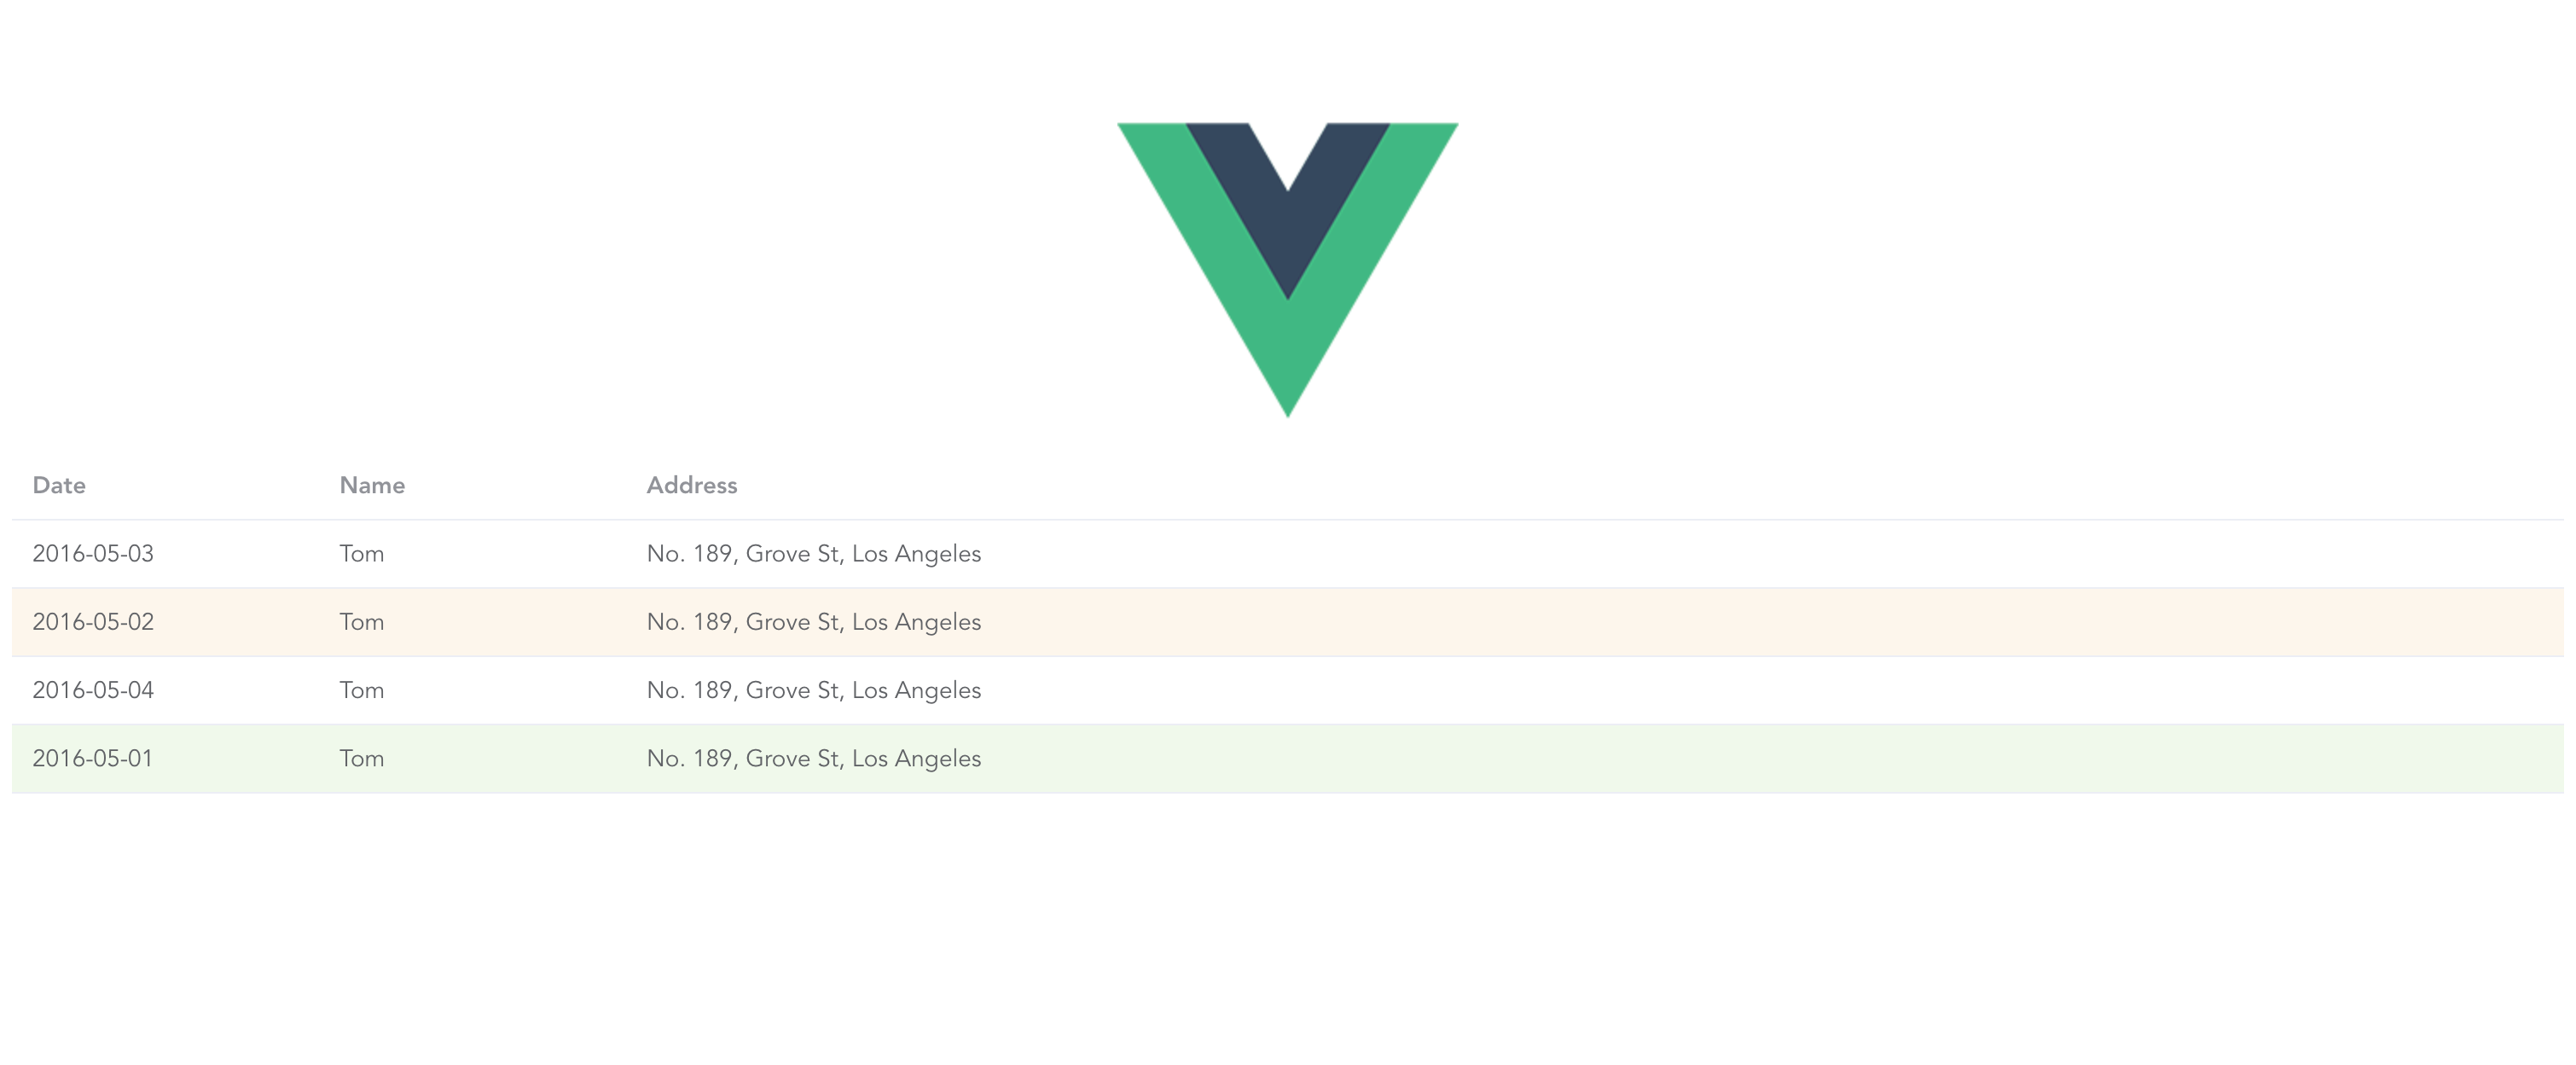 Date Name Address
2016-05-03 Tom No. 189, Grove St, Los Angeles
2016-05-02 Tom No. 189, Grove St, Los Angeles
2016-05-04 Tom No. 189, Grove St, Los Angeles
2016-05-01 Tom No. 189, Grove St, Los Angeles